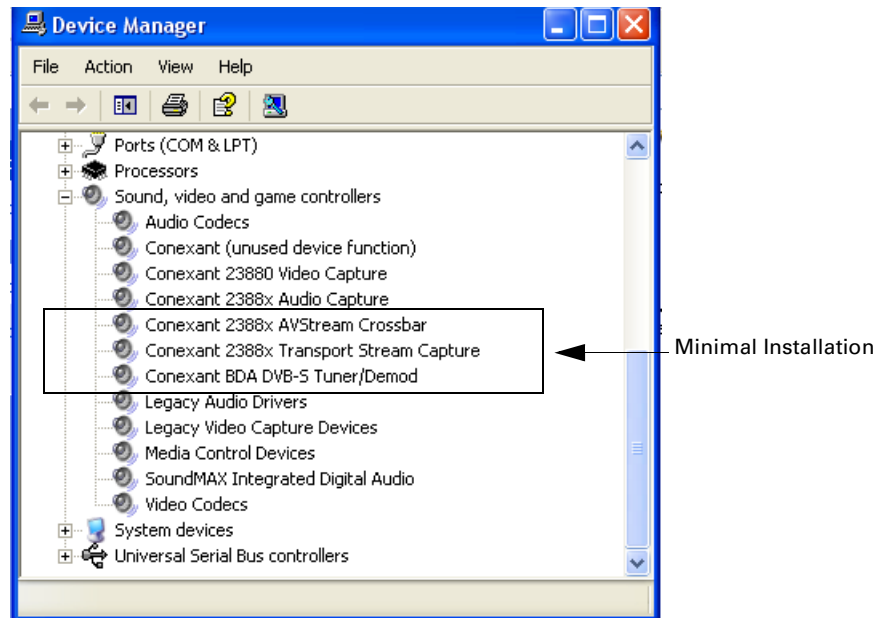 Device Manager
File Action View Help
Ports (COM & LPT)
Processors
Sound, video and game controllers
Audio Codecs
Conexant (unused device function)
Conexant 23880 Video Capture
Conexant 2388x Audio Capture
Conexant 2388x AVStream Crossbar
Conexant 2388x Transport Stream Capture
Minimal Installation
Conexant BDA DVB-S Tuner/Demod
Legacy Audio Drivers
Legacy Video Capture Devices
Media Control Devices
SoundMAX Integrated Digital Audio
Video Codecs
System devices
Universal Serial Bus controllers